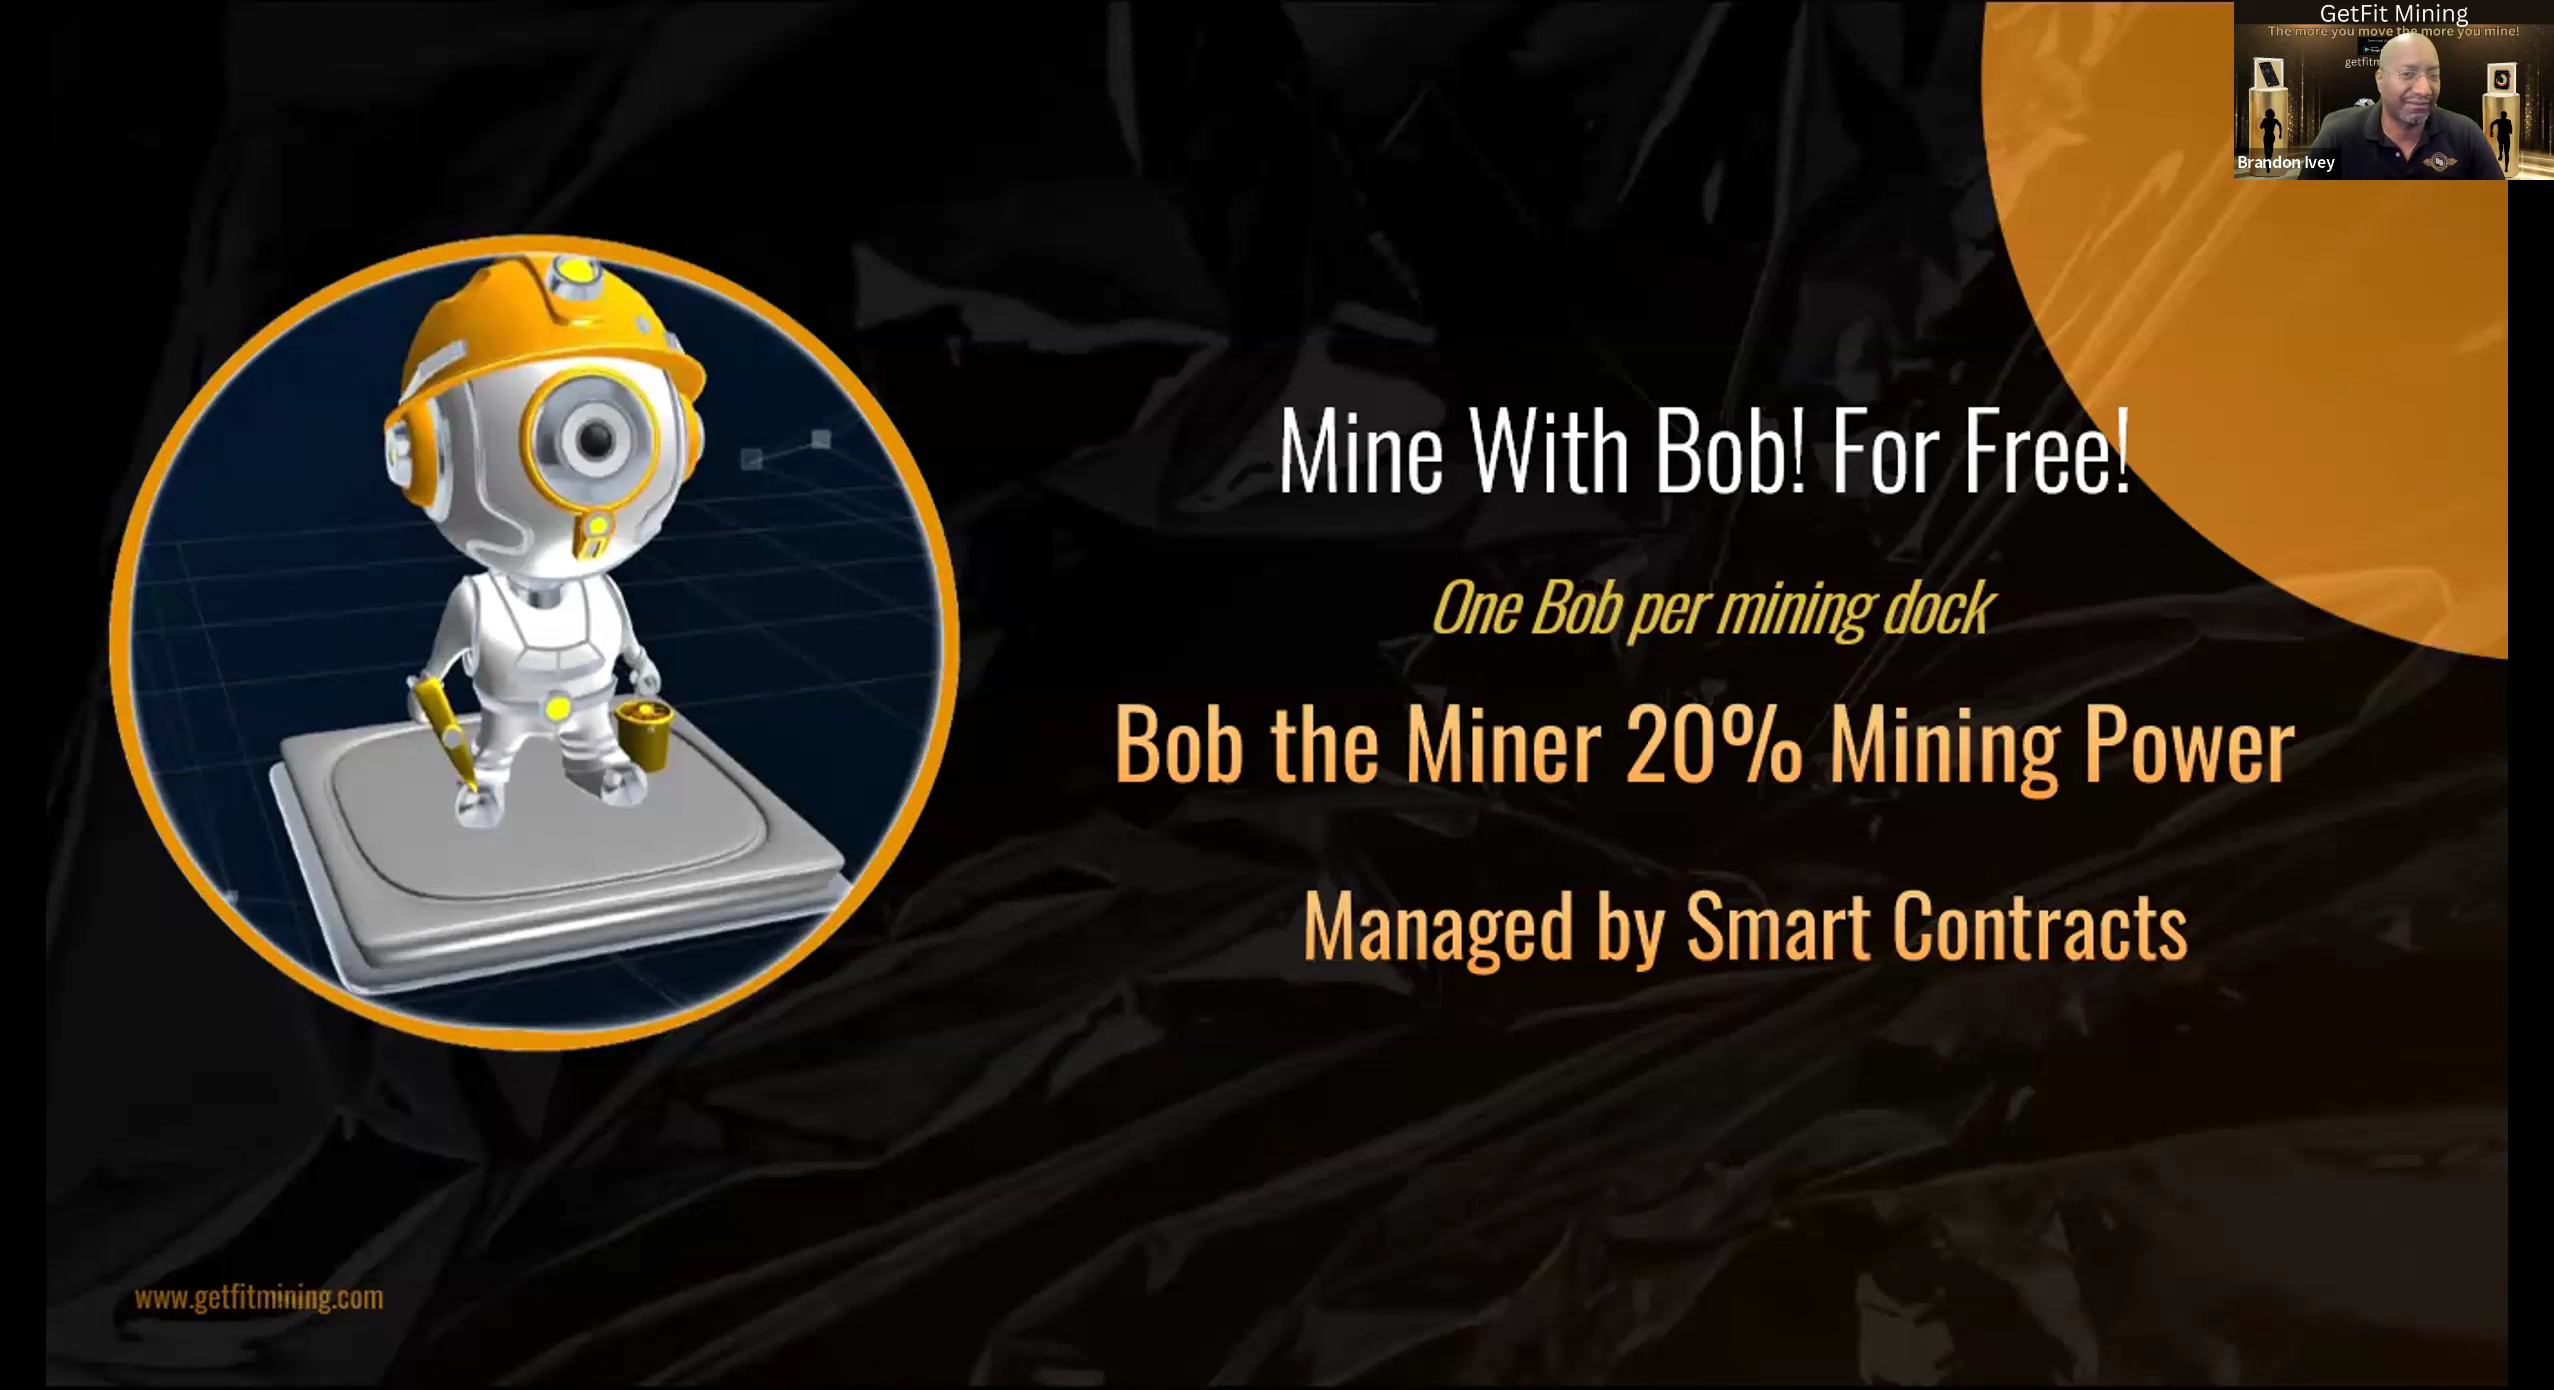 GetFit Mining
The more you move the more you mine!
getfitm
Brandon Ivey
Mine With Bob! For Free!
One Bob per mining dock
Bob the Miner 20% Mining Power
Managed by Smart Contracts
www.getfitmining.com